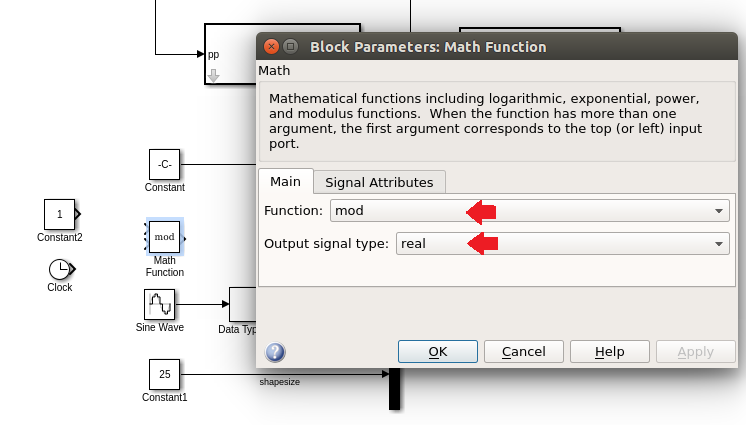 pp
Block Parameters: Math Function
Math
Mathematical functions including logarithmic, exponential, power,
and modulus functions.  When the function has more than one
argument, the first argument corresponds to the top (or left) input
port.
Main
Signal Attributes
Function: mod
Output signal type: real
OK
Cancel
Help
Apply
?
-C-
Constant
1
Constant2
mod
Math
Function
Clock
Sine Wave
Data Typ
25
Constant1
shapesize